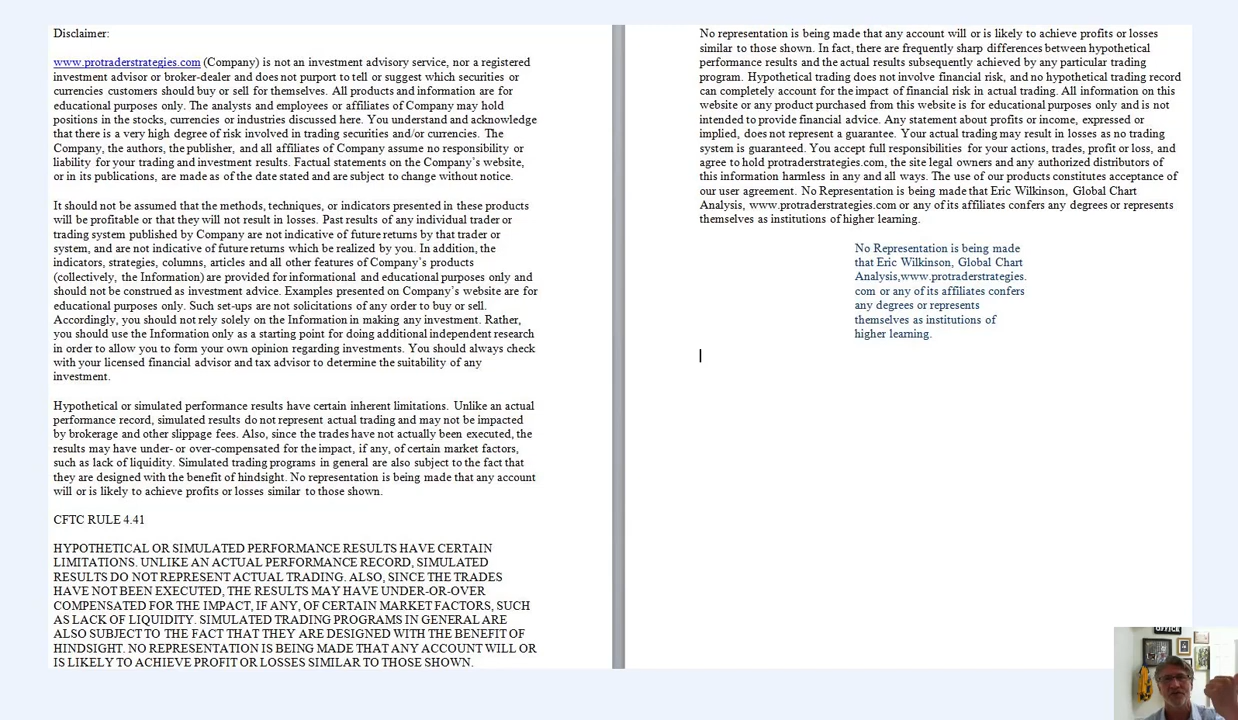 Disclaimer:
www.protraderstrategies.com (Company) is not an investment advisory service, nor a registered
investment advisor or broker-dealer and does not purport to tell or suggest which securities or
currencies customers should buy or sell for themselves. All products and information are for
educational purposes only. The analysts and employees or affiliates of Company may hold
positions in the stocks, currencies or industries discussed here. You understand and acknowledge
that there is a very high degree of risk involved in trading securities and/or currencies. The
Company, the authors, the publisher, and all affiliates of Company assume no responsibility or
liability for your trading and investment results. Factual statements on the Company's website,
or in its publications, are made as of the date stated and are subject to change without notice.
It should not be assumed that the methods, techniques, or indicators presented in these products
will be profitable or that they will not result in losses. Past results of any individual trader or
trading system published by Company are not indicative of future returns by that trader or
system, and are not indicative of future returns which be realized by you. In addition, the
indicators, strategies, columns, articles and all other features of Company's products
(collectively, the Information) are provided for informational and educational purposes only and
should not be construed as investment advice. Examples presented on Company's website are for
educational purposes only. Such set-ups are not solicitations of any order to buy or sell.
Accordingly, you should not rely solely on the Information in making any investment. Rather,
you should use the Information only as a starting point for doing additional independent research
in order to allow you to form your own opinion regarding investments. You should always check
with your licensed financial advisor and tax advisor to determine the suitability of any
investment.
Hypothetical or simulated performance results have certain inherent limitations. Unlike an actual
performance record, simulated results do not represent actual trading and may not be impacted
by brokerage and other slippage fees. Also, since the trades have not actually been executed, the
results may have under- or over-compensated for the impact, if any, of certain market factors,
such as lack of liquidity. Simulated trading programs in general are also subject to the fact that
they are designed with the benefit of hindsight. No representation is being made that any account
will or is likely to achieve profits or losses similar to those shown.
CFTC RULE 4.41
HYPOTHETICAL OR SIMULATED PERFORMANCE RESULTS HAVE CERTAIN
LIMITATIONS. UNLIKE AN ACTUAL PERFORMANCE RECORD, SIMULATED
RESULTS DO NOT REPRESENT ACTUAL TRADING. ALSO, SINCE THE TRADES
HAVE NOT BEEN EXECUTED, THE RESULTS MAY HAVE UNDER-OR-OVER
COMPENSATED FOR THE IMPACT, IF ANY, OF CERTAIN MARKET FACTORS, SUCH
AS LACK OF LIQUIDITY. SIMULATED TRADING PROGRAMS IN GENERAL ARE
ALSO SUBJECT TO THE FACT THAT THEY ARE DESIGNED WITH THE BENEFIT OF
HINDSIGHT. NO REPRESENTATION IS BEING MADE THAT ANY ACCOUNT WILL OR
IS LIKELY TO ACHIEVE PROFIT OR LOSSES SIMILAR TO THOSE SHOWN.
No representation is being made that any account will or is likely to achieve profits or losses
similar to those shown. In fact, there are frequently sharp differences between hypothetical
performance results and the actual results subsequently achieved by any particular trading
program. Hypothetical trading does not involve financial risk, and no hypothetical trading record
can completely account for the impact of financial risk in actual trading. All information on this
website or any product purchased from this website is for educational purposes only and is not
intended to provide financial advice. Any statement about profits or income, expressed or
implied, does not represent a guarantee. Your actual trading may result in losses as no trading
system is guaranteed. You accept full responsibilities for your actions, trades, profit or loss, and
agree to hold protraderstrategies.com, the site legal owners and any authorized distributors of
this information harmless in any and all ways. The use of our products constitutes acceptance of
our user agreement. No Representation is being made that Eric Wilkinson, Global Chart
Analysis, www.protraderstrategies.com or any of its affiliates confers any degrees or represents
themselves as institutions of higher learning.
No Representation is being made
that Eric Wilkinson, Global Chart
Analysis,www.protraderstrategies.
com or any of its affiliates confers
any degrees or represents
themselves as institutions of
higher learning.
OFFICE